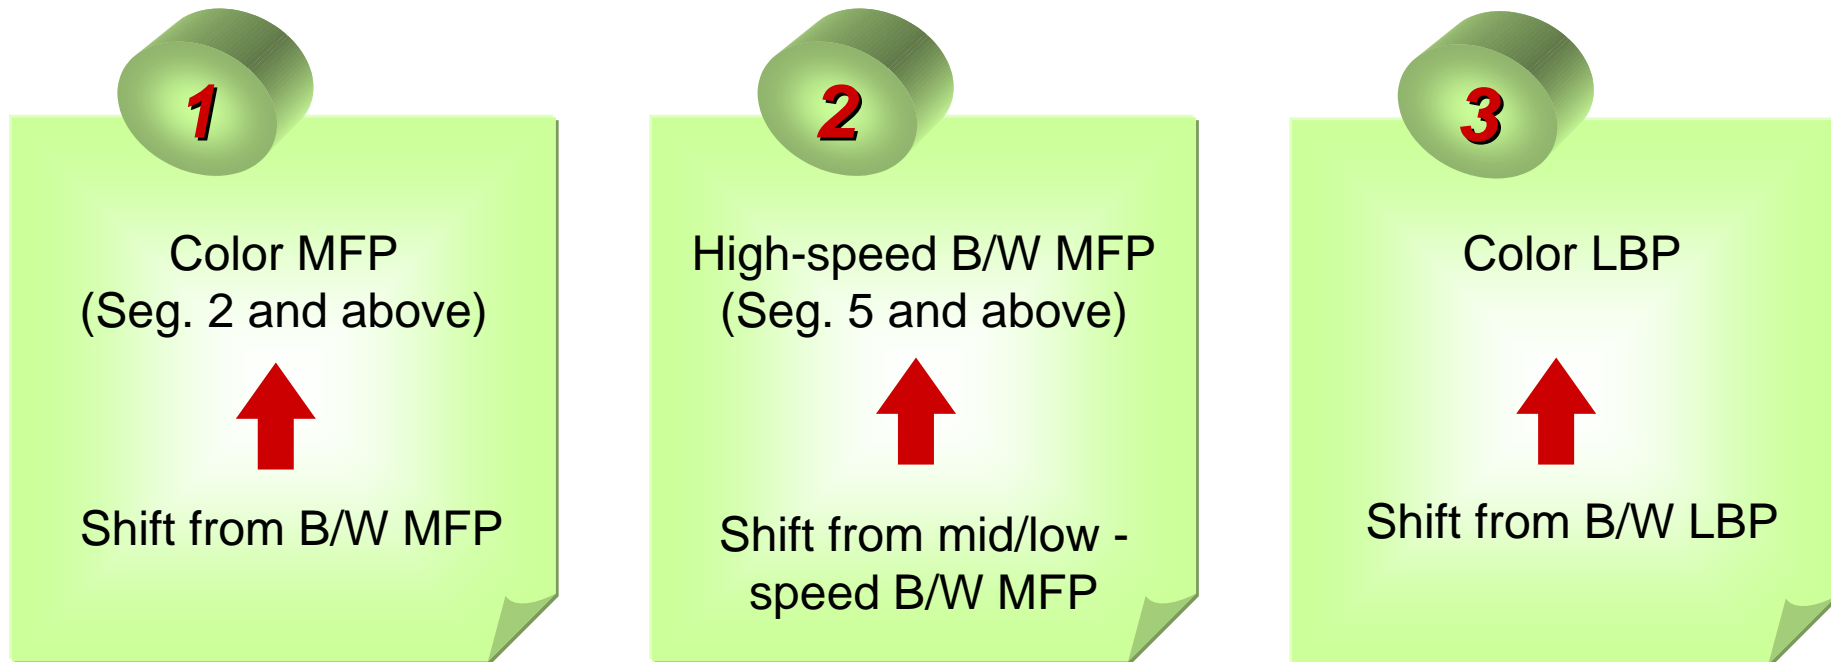 1
Color MFP
(Seg. 2 and above)
Shift from B/W MFP
2
High-speed B/W MFP
(Seg. 5 and above)
Shift from mid/low -
speed B/W MFP
3
Color LBP
Shift from B/W LBP